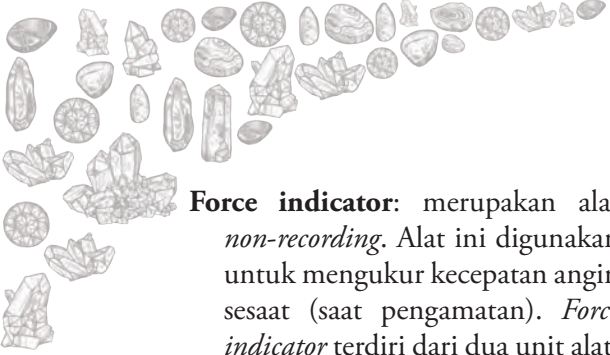 Force indicator: merupakan ala
non-recording. Alat ini digunakan
untuk mengukur kecepatan angin
sesaat (saat pengamatan). Forc
indicator terdiri dari dua unit alat